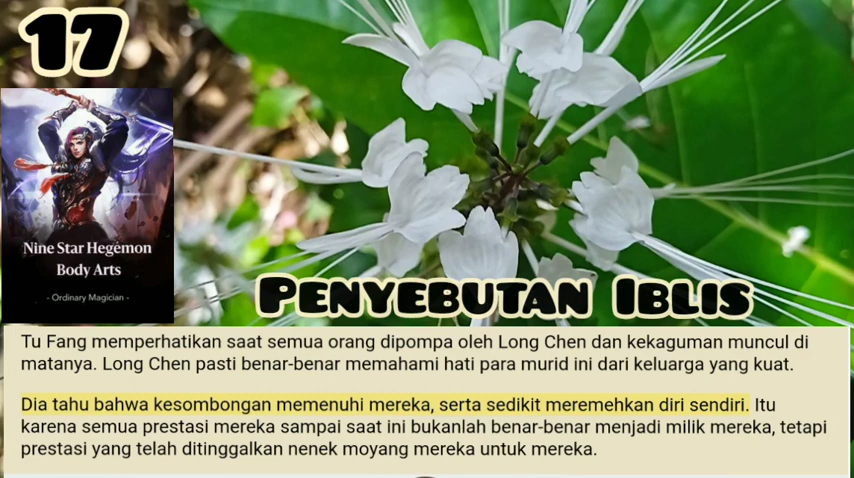 17
Nine Star Hegemon
Body Arts
- Ordinary Magician -
PENYEBUTAN IBLIS
Tu Fang memperhatikan saat semua orang dipompa oleh Long Chen dan kekaguman muncul di
matanya. Long Chen pasti benar-benar memahami hati para murid ini dari keluarga yang kuat.
Dia tahu bahwa kesombongan memenuhi mereka, serta sedikit meremehkan diri sendiri. Itu
karena semua prestasi mereka sampai saat ini bukanlah benar-benar menjadi milik mereka, tetapi
prestasi yang telah ditinggalkan nenek moyang mereka untuk mereka.